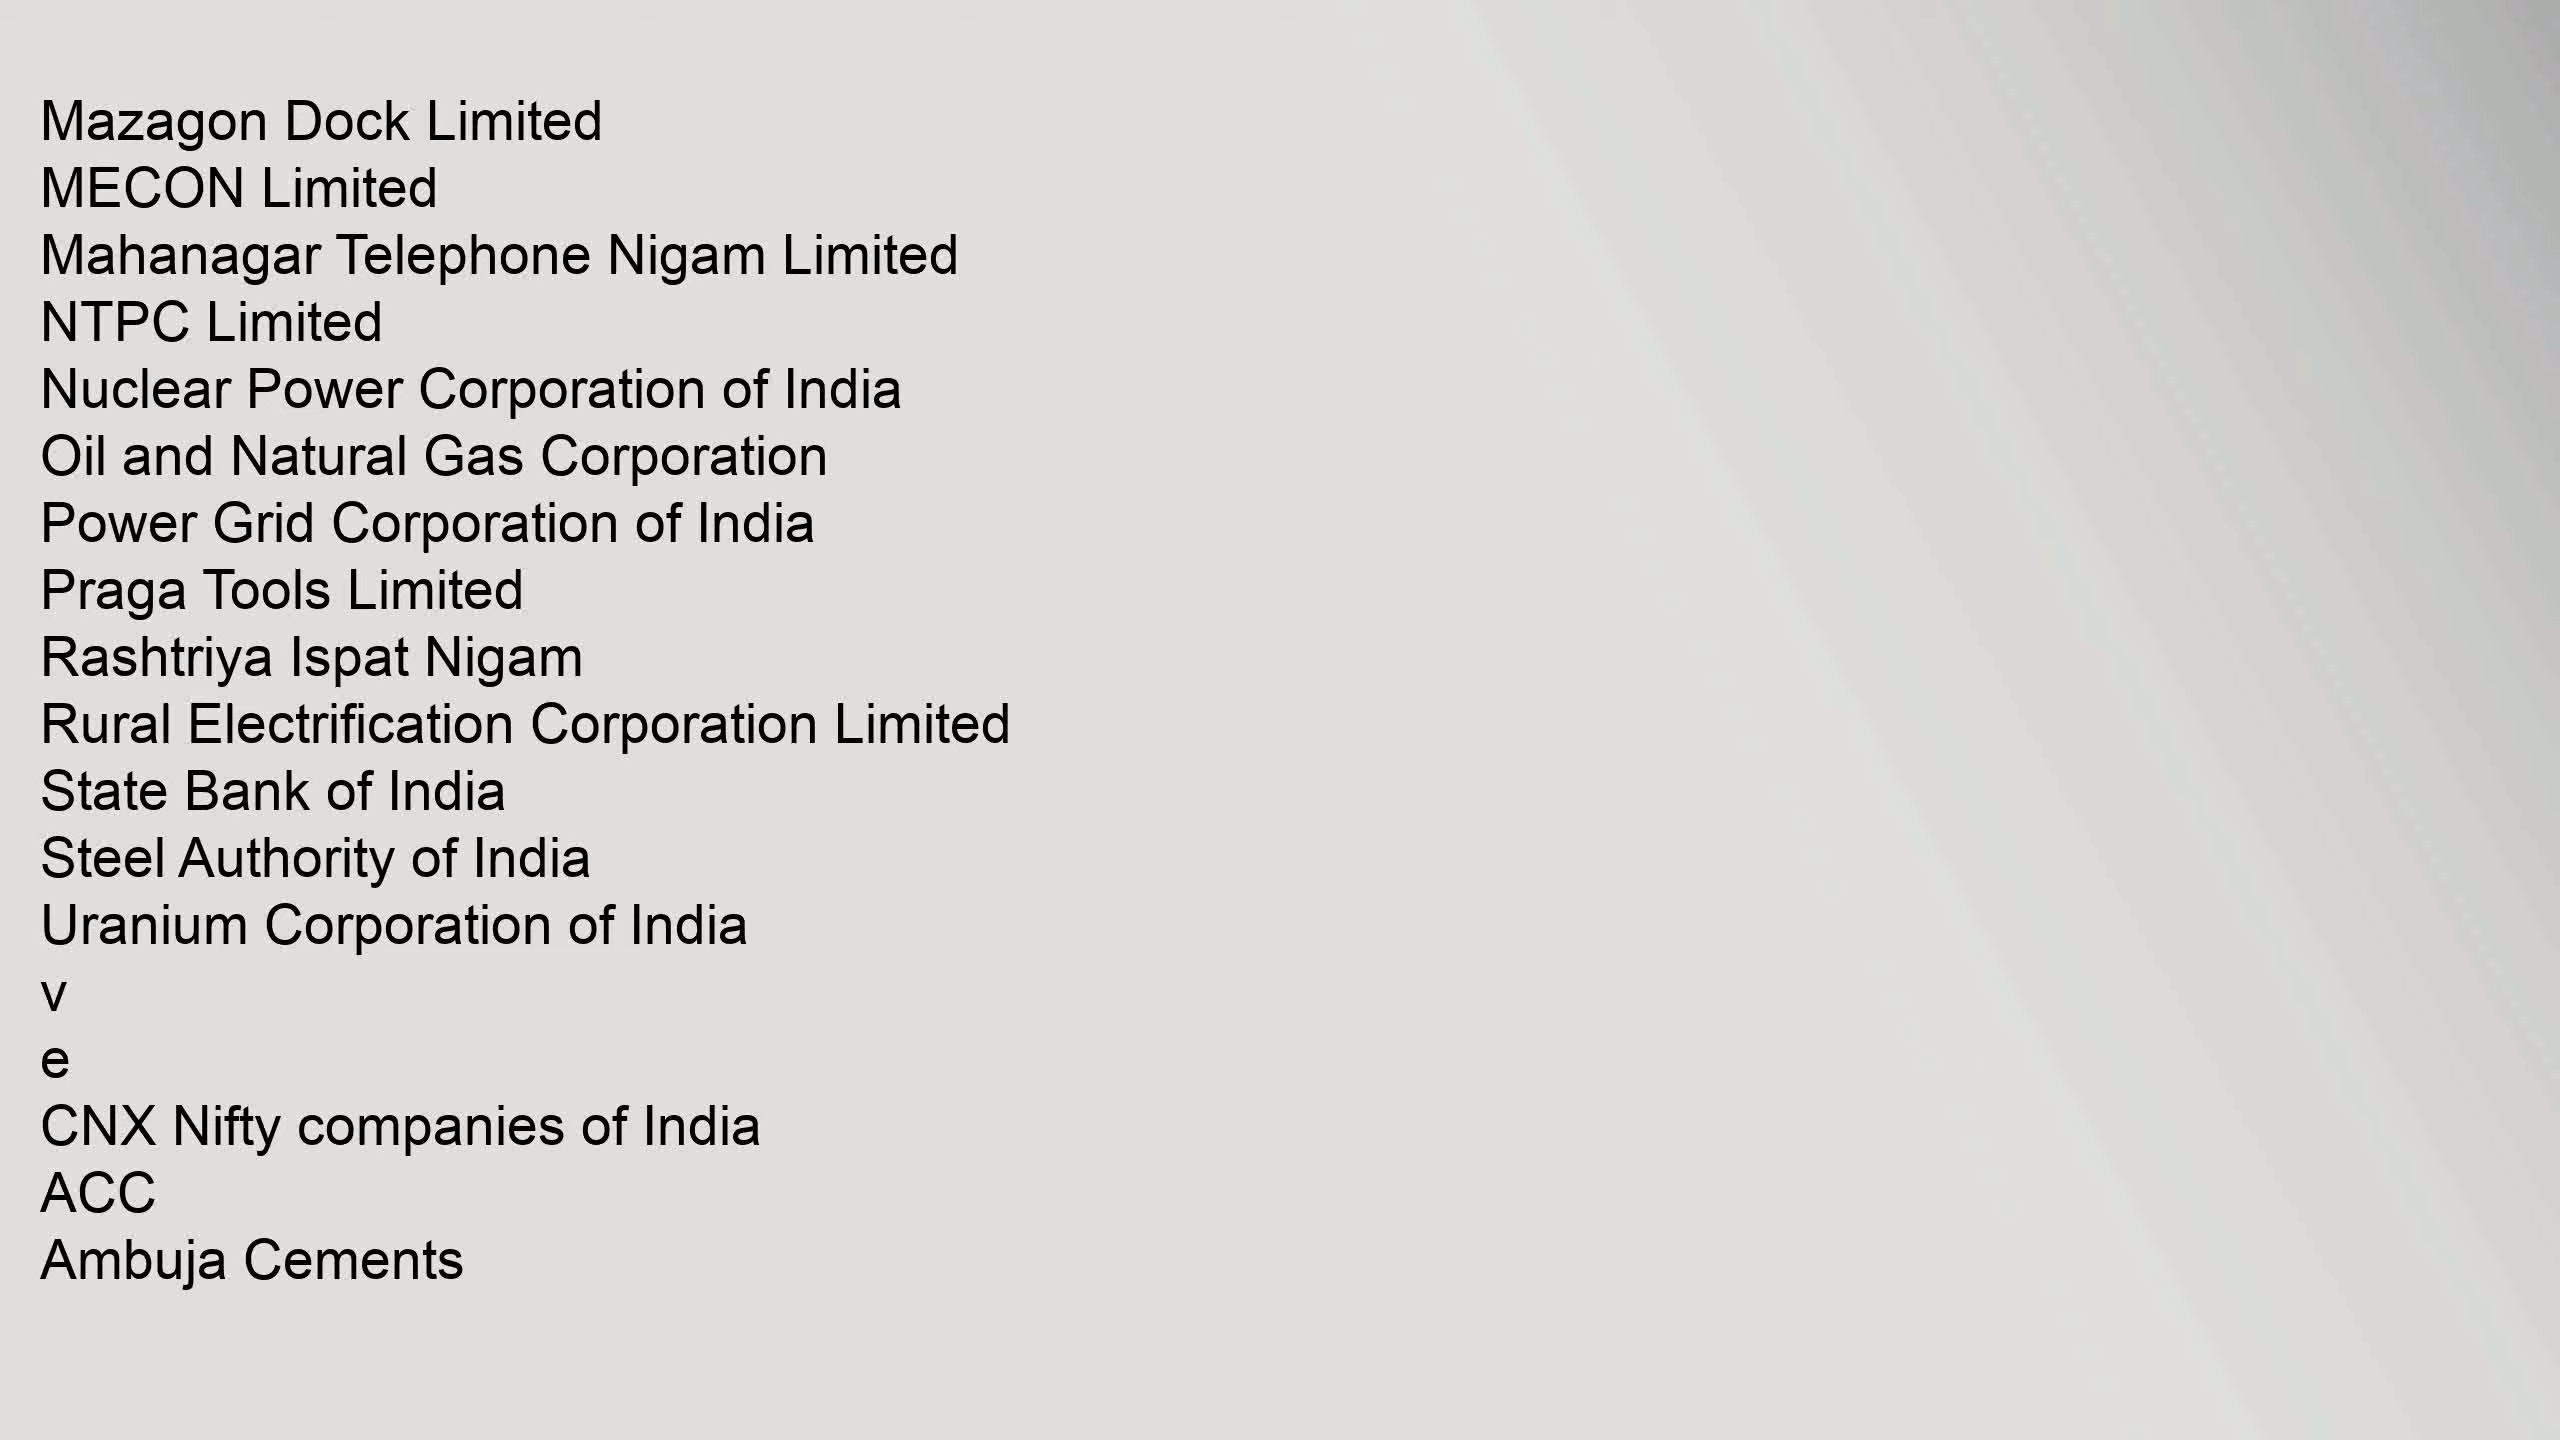 Mazagon Dock Limited
MECON Limited
Mahanagar Telephone Nigam Limited
NTPC Limited
Nuclear Power Corporation of India
Oil and Natural Gas Corporation
Power Grid Corporation of India
Praga Tools Limited
Rashtriya Ispat Nigam
Rural Electrification Corporation Limited
State Bank of India
Steel Authority of India
Uranium Corporation of India
v
e
CNX Nifty companies of India
ACC
Ambuja Cements